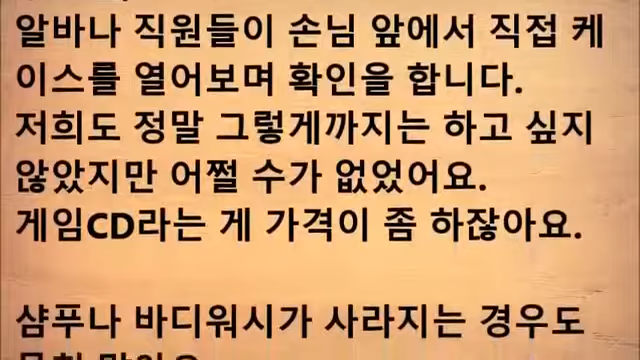 알바나 직원들이 손님 앞에서 직접 케
이스를 열어보며 확인을 합니다.
저희도 정말 그렇게까지는 하고 싶지
않았지만 어쩔 수가 없었어요.
게임CD라는 게 가격이 좀 하잖아요.
샴푸나 바디워시가 사라지는 경우도